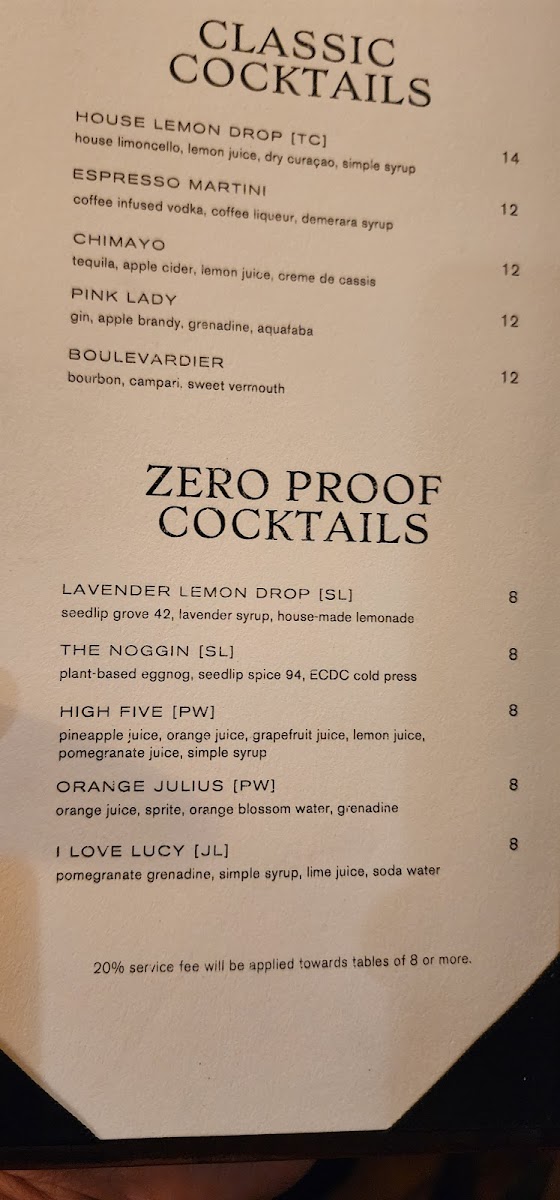 CLASSIC
COCKTAILS
HOUSE LEMON DROP [TC]
house limoncello, lemon juice, dry curaçao, simple syrup 14
ESPRESSO MARTINI
coffee infused vodka, coffee liqueur, demerara syrup 12
CHIMAYO
tequila, apple cider, lemon juice, creme de cassis 12
PINK LADY
gin, apple brandy, grenadine, aquafaba 12
BOULEVARDIER
bourbon, campari, sweet vermouth 12
ZERO PROOF
COCKTAILS
LAVENDER LEMON DROP [SL] 8
seedlip grove 42, lavender syrup, house-made lemonade
THE NOGGIN [SL] 8
plant-based eggnog, seedlip spice 94, ECDC cold press
HIGH FIVE [PW] 8
pineapple juice, orange juice, grapefruit juice, lemon juice,
pomegranate juice, simple syrup
ORANGE JULIUS [PW] 8
orange juice, sprite, orange blossom water, grenadine
I LOVE LUCY [JL] 8
pomegranate grenadine, simple syrup, lime juice, soda water
20% service fee will be applied towards tables of 8 or more.